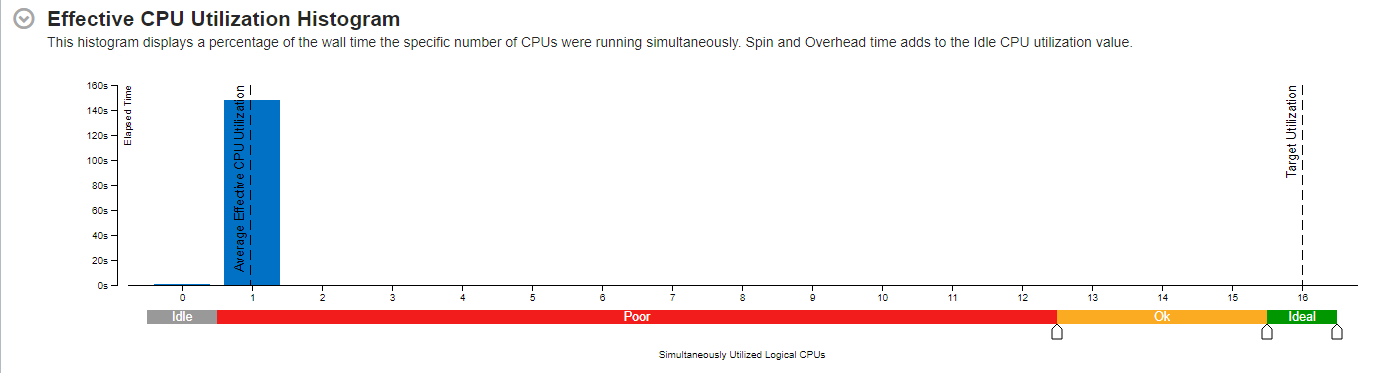 Effective CPU Utilization Histogram
This histogram displays a percentage of the wall time the specific number of CPUs were running simultaneously. Spin and Overhead time adds to the Idle CPU utilization value.
160s
140s
120s
100s
80s
60s
40s
20s
0s
Elapsed Time
Average Effective CPU Utilization
Target Utilization
0 1 2 3 4 5 6 7 8 9 10 11 12 13 14 15 16
Idle Poor Ok Ideal
Simultaneously Utilized Logical CPUs